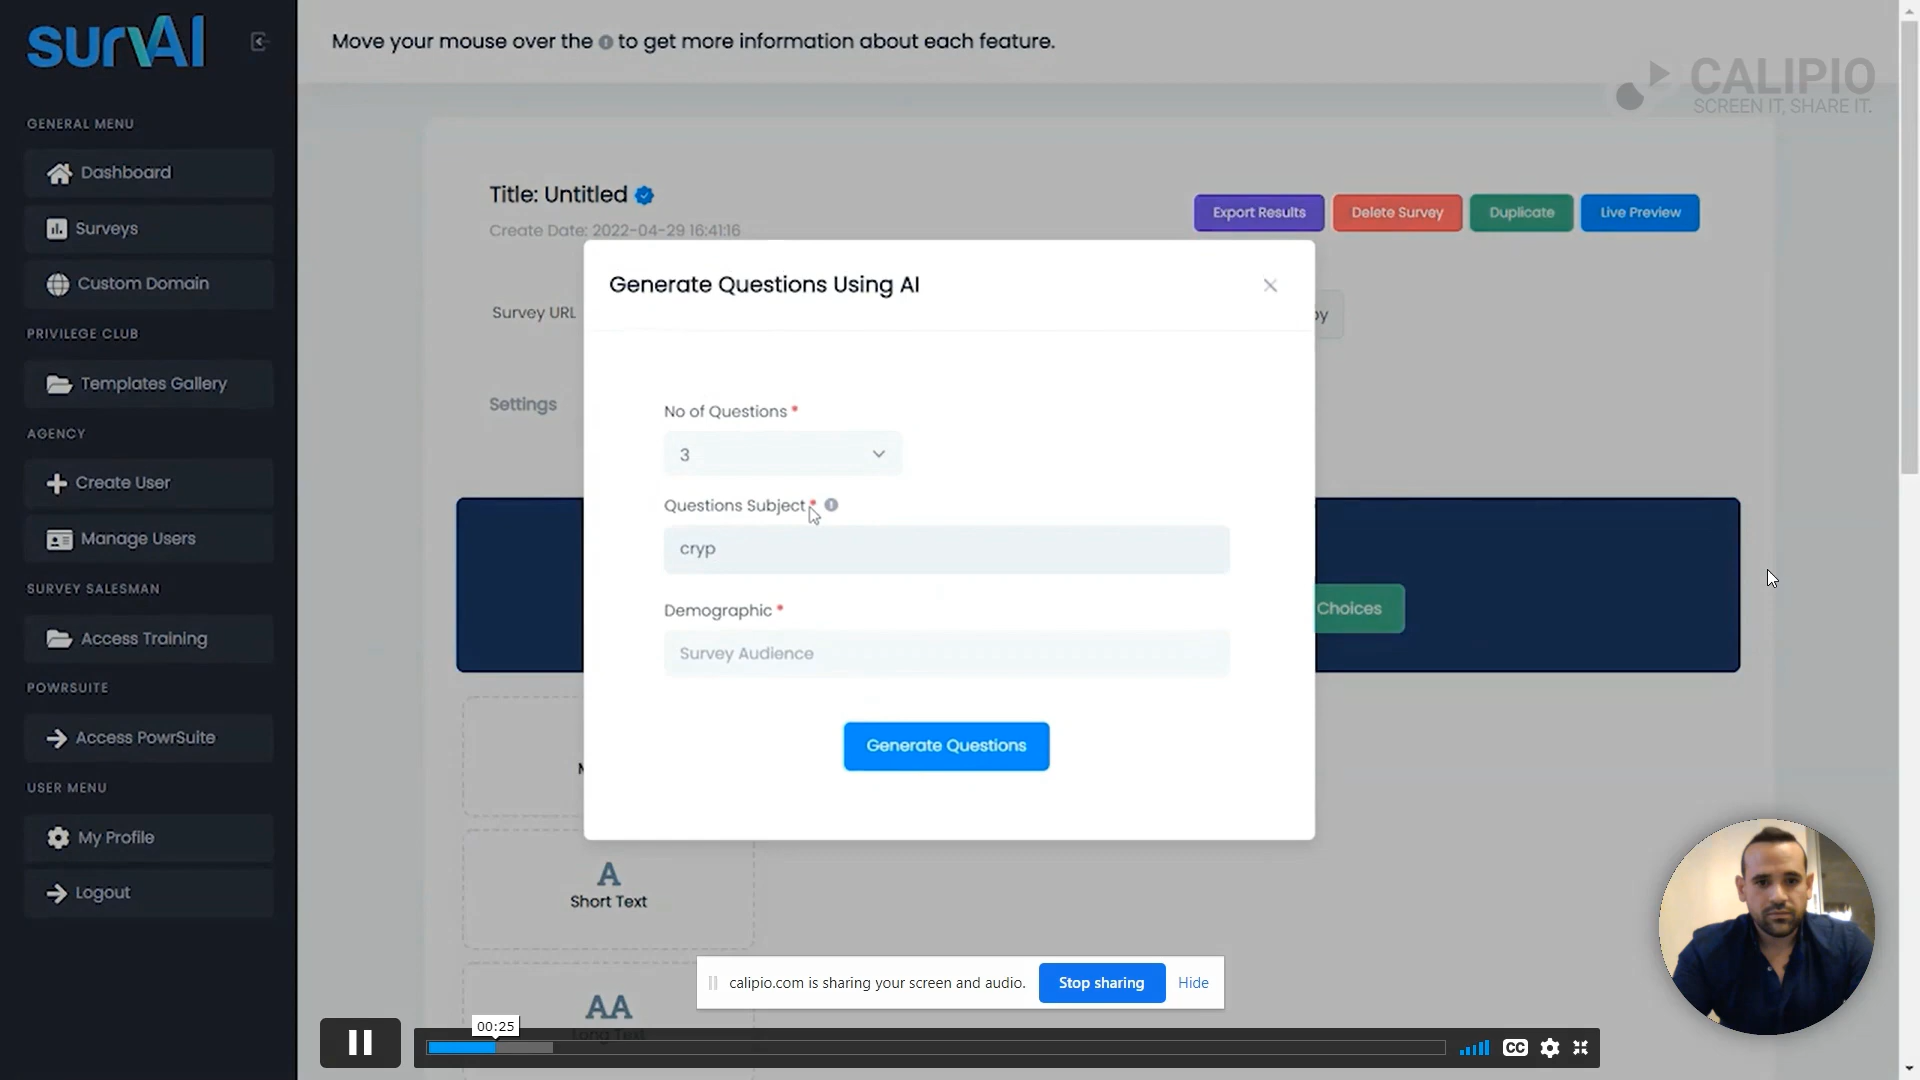 survAI
Move your mouse over the to get more information about each feature.
CALIPIO
SCREEN IT, SHARE IT.
GENERAL MENU
Dashboard
Surveys
Custom Domain
PRIVILEGE CLUB
Templates Gallery
AGENCY
Create User
Manage Users
SURVEY SALESMAN
Access Training
POWRSUITE
Access PowrSuite
USER MENU
My Profile
Logout
Title: Untitled
Create Date: 2022-04-29 16:41:16
Export Results
Delete Survey
Duplicate
Live Preview
Survey URL
Settings
Generate Questions Using AI
No of Questions *
3
Questions Subject *
cryp
Demographic *
Survey Audience
Generate Questions
Choices
A
Short Text
AA
Long Text
calipio.com is sharing your screen and audio.
Stop sharing
Hide
00:25
CC